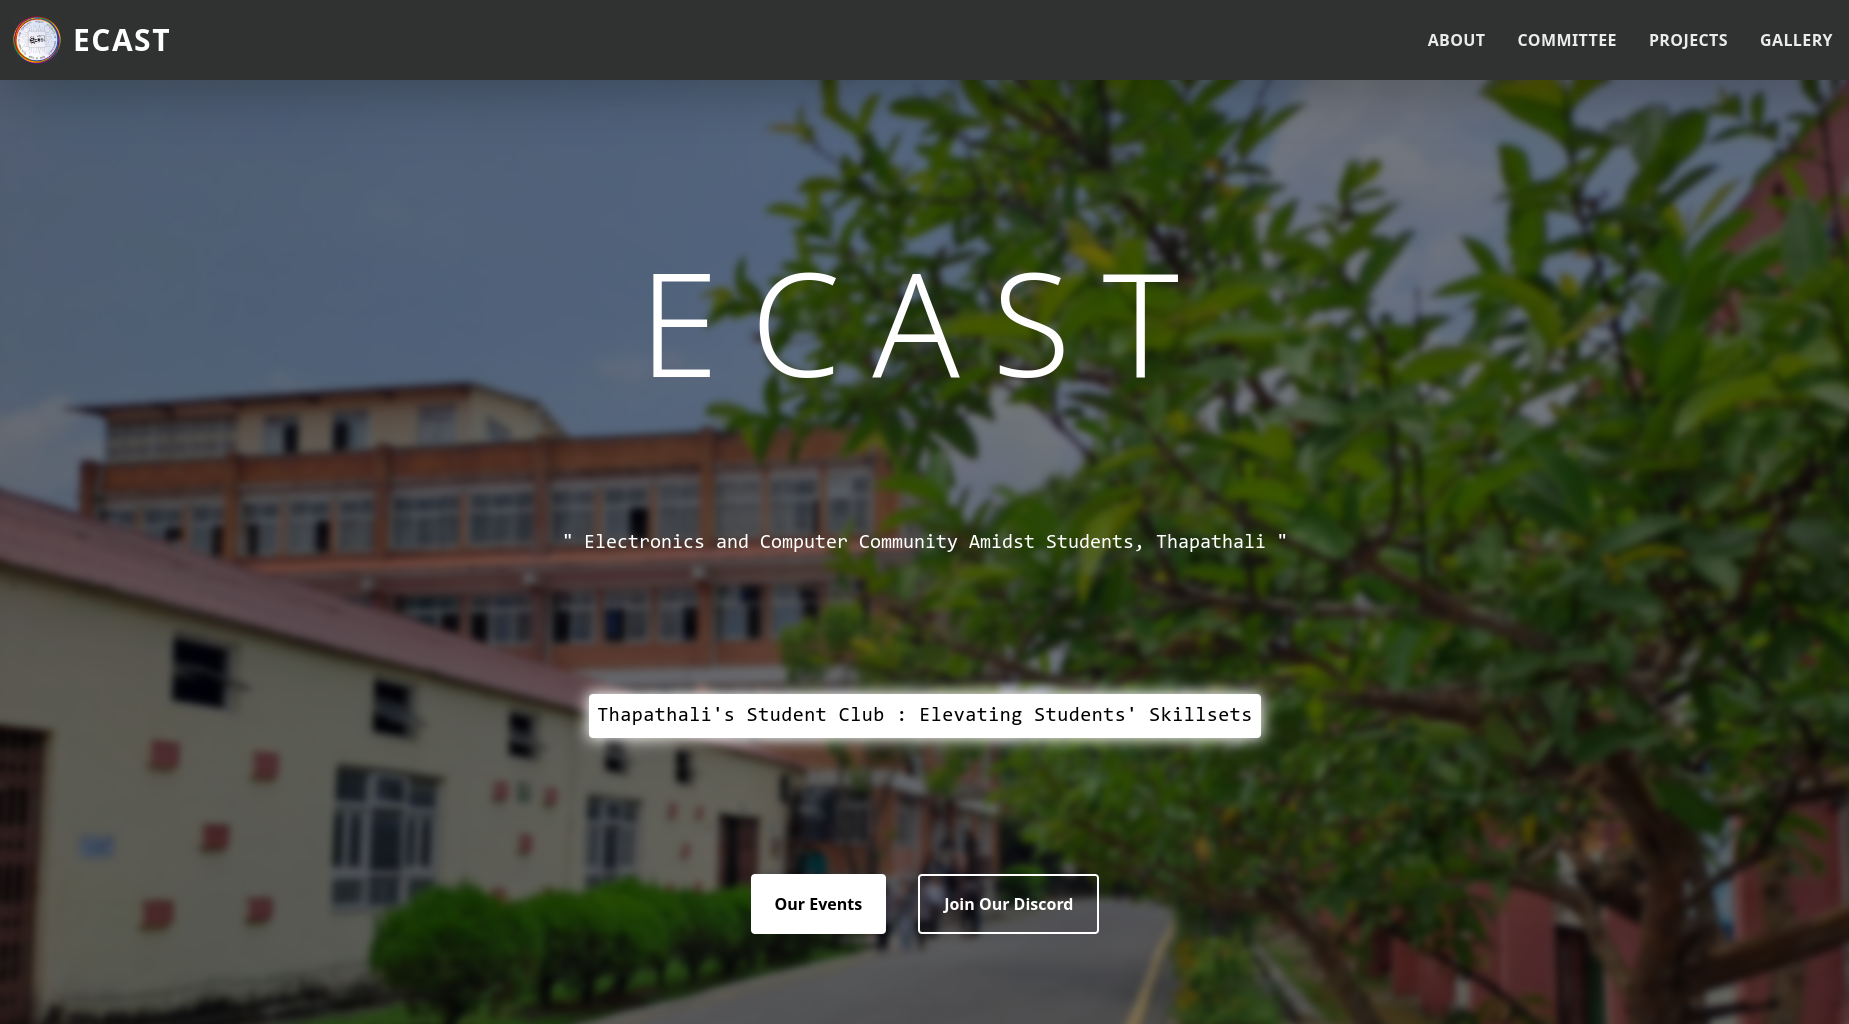 ECAST
ABOUT COMMITTEE PROJECTS GALLERY
ECAST
" Electronics and Computer Community Amidst Students, Thapathali "
Thapathali's Student Club : Elevating Students' Skillsets
Our Events Join Our Discord